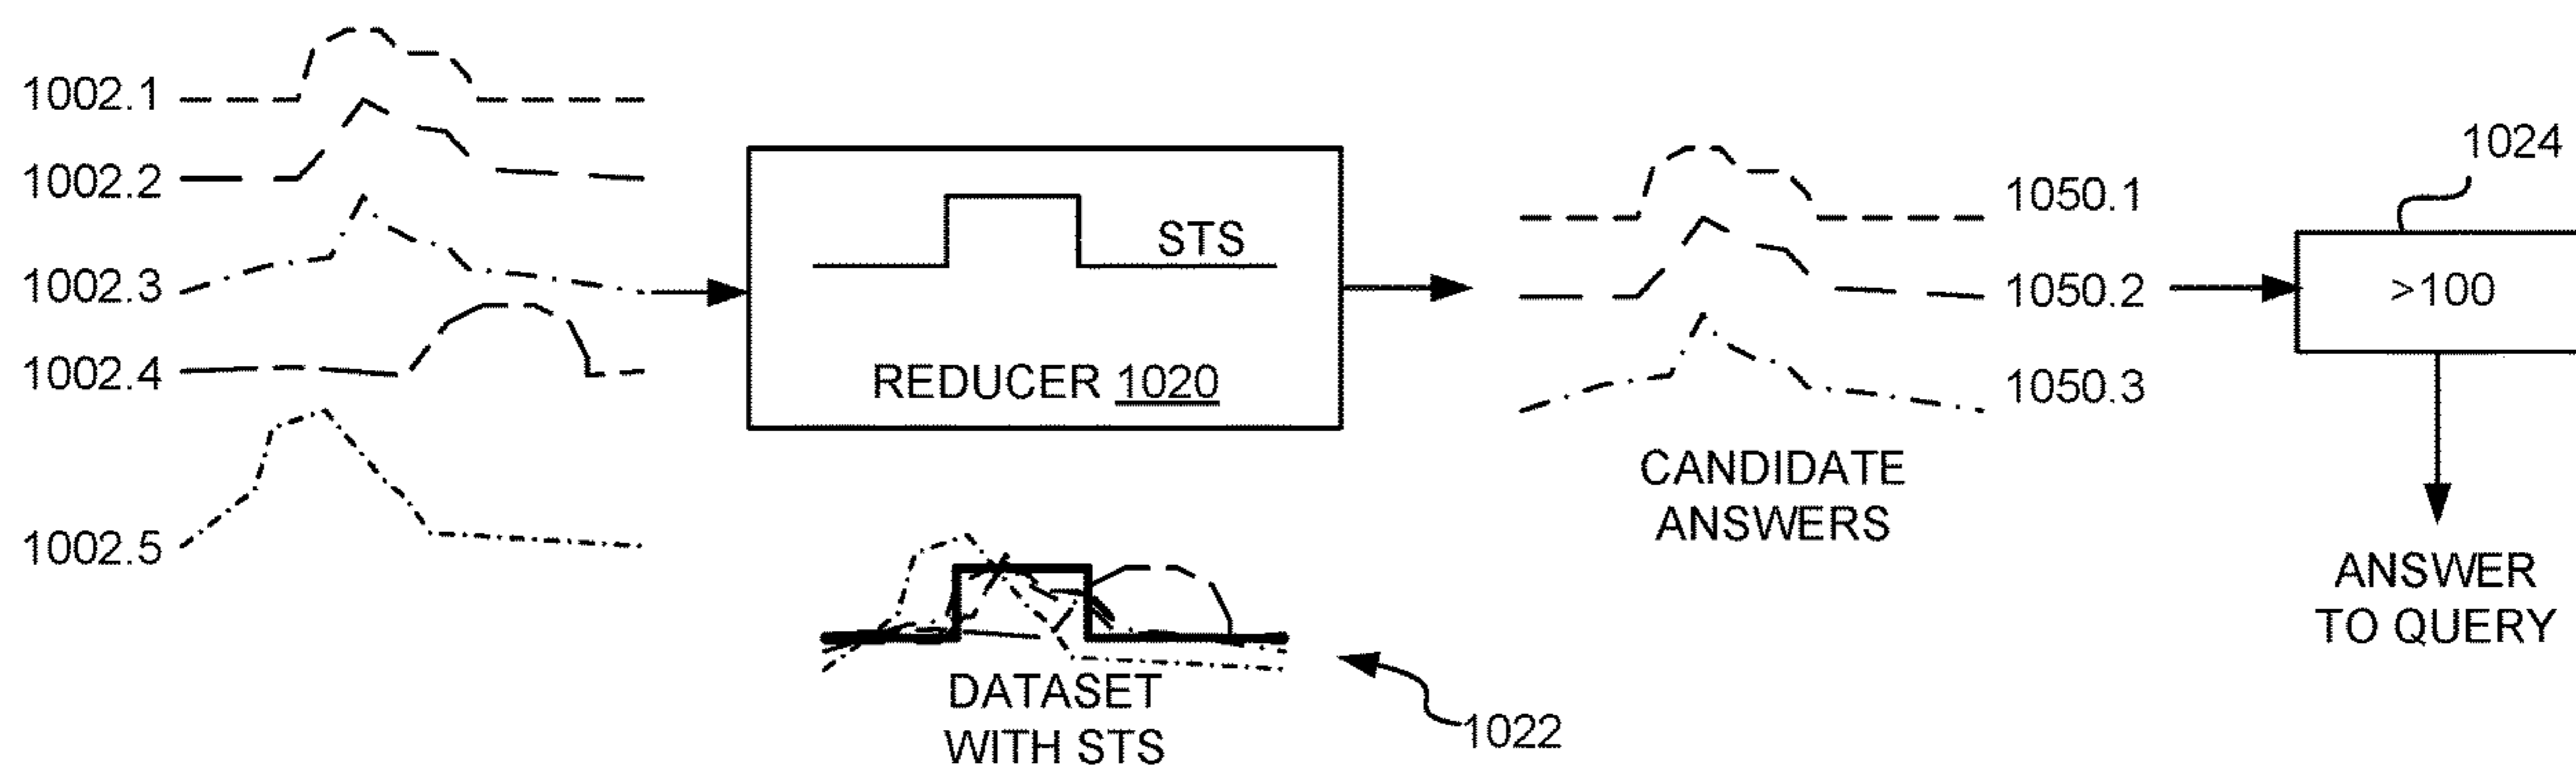 1002.1
1002.2
1002.3
1002.4
1002.5
STS
REDUCER 1020
DATASET
WITH STS
1022
1050.1
1050.2
1050.3
CANDIDATE
ANSWERS
1024
>100
ANSWER
TO QUERY